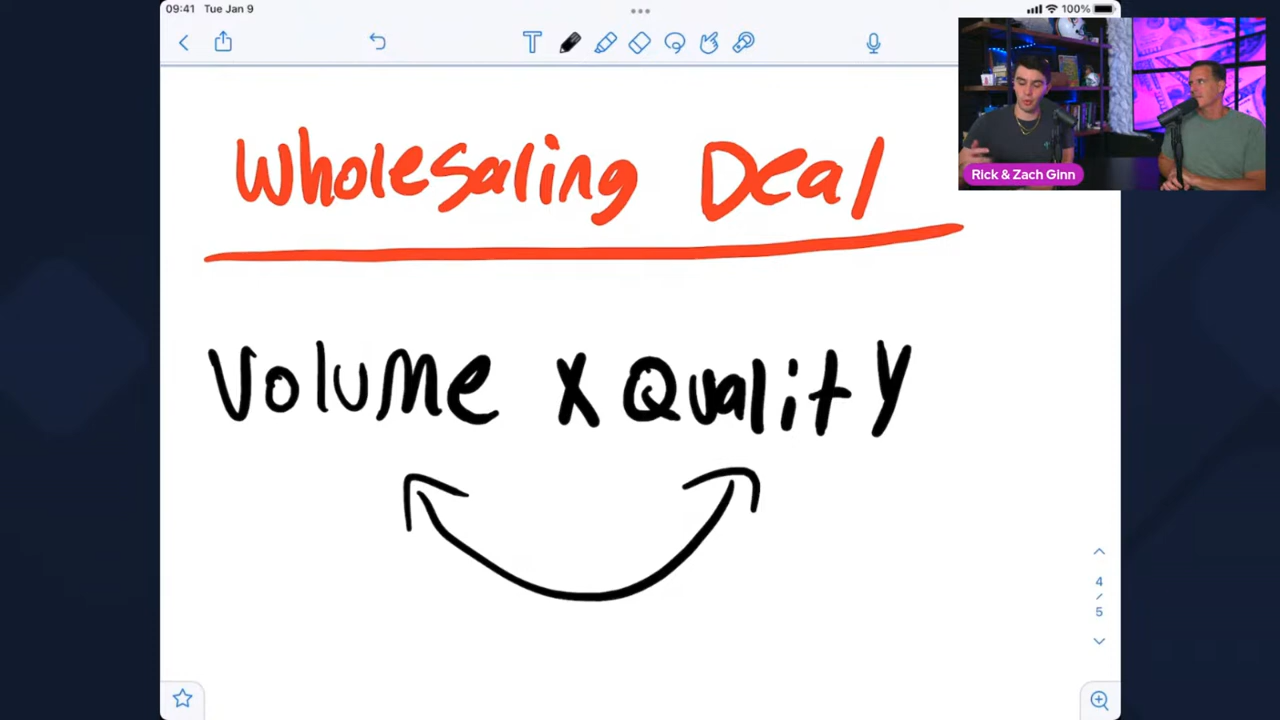 09:41 Tue Jan 9
100%
Rick & Zach Ginn
Wholesaling Deal
Volume x Quality
4
/
5